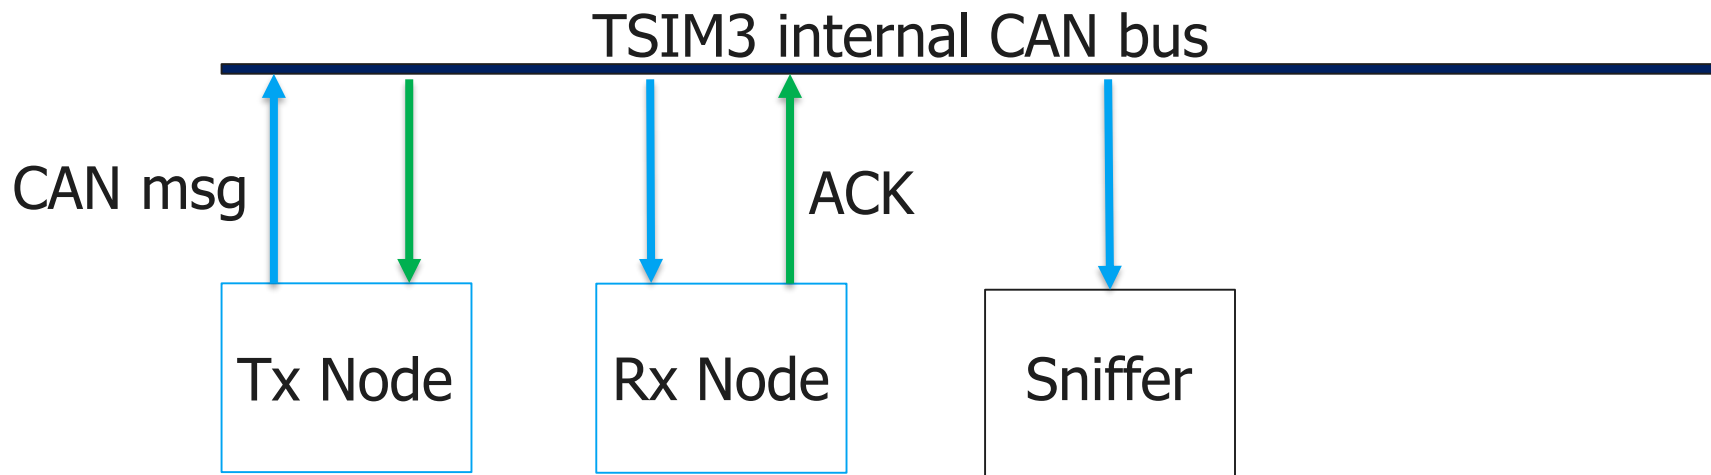 TSIM3 internal CAN bus
CAN msg
ACK
Tx Node
Rx Node
Sniffer